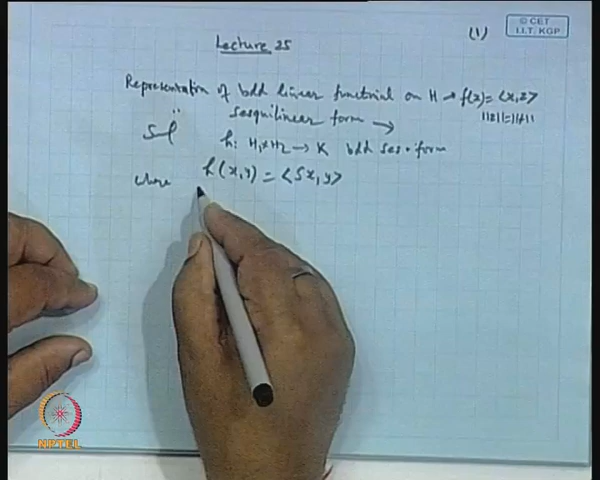 (1)
© CET
I.I.T. KGP
Lecture 25
Representation of bdd linear functional on H → f(x) = <x, z>
||z|| = ||f||
" sesquilinear form →
h: H1 × H2 → K bdd ses. form
h(x, y) = <Sx, y>
where
NPTEL